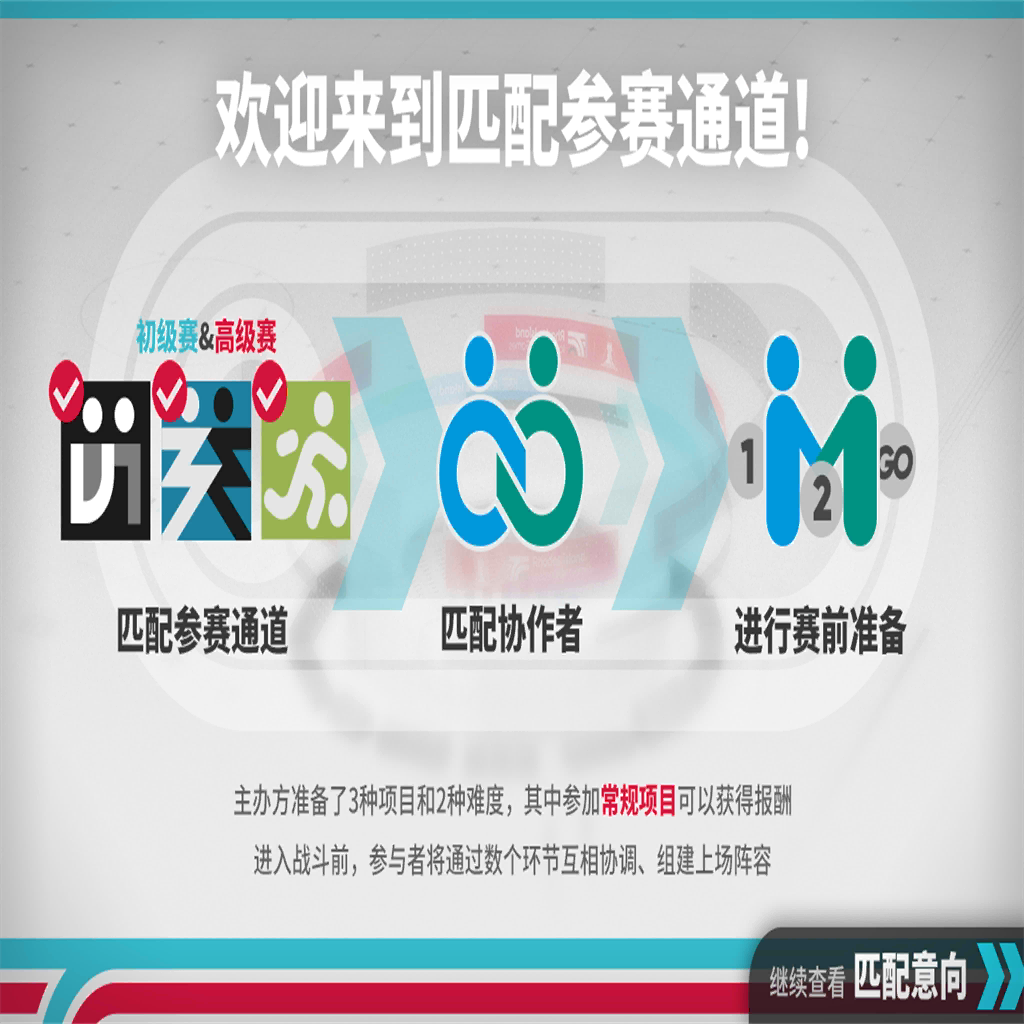 欢迎来到匹配参赛通道!
初级赛&高级赛
1
2
GO
匹配参赛通道
匹配协作者
进行赛前准备
主办方准备了3种项目和2种难度，其中参加常规项目可以获得报酬
进入战斗前，参与者将通过数个环节互相协调、组建上场阵容
继续查看 匹配意向